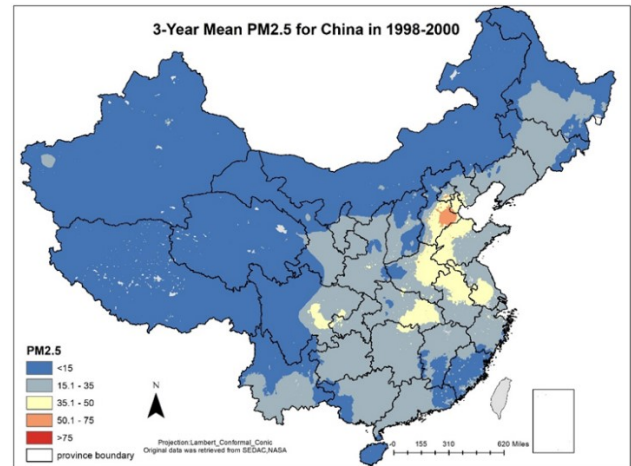 3-Year Mean PM2.5 for China in 1998-2000
PM2.5
<15
15.1 - 35
35.1 - 50
50.1 - 75
>75
province boundary
N
Projection:Lambert_Conformal_Conic
Original data was retrieved from SEDAC,NASA
0 155 310 620 Miles